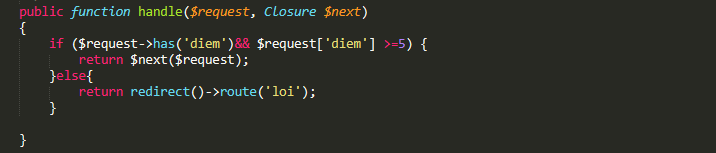 public function handle($request, Closure $next)
{
if ($request->has('diem')&& $request['diem'] >=5) {
return $next($request);
}else{
return redirect()->route('loi');
}
}